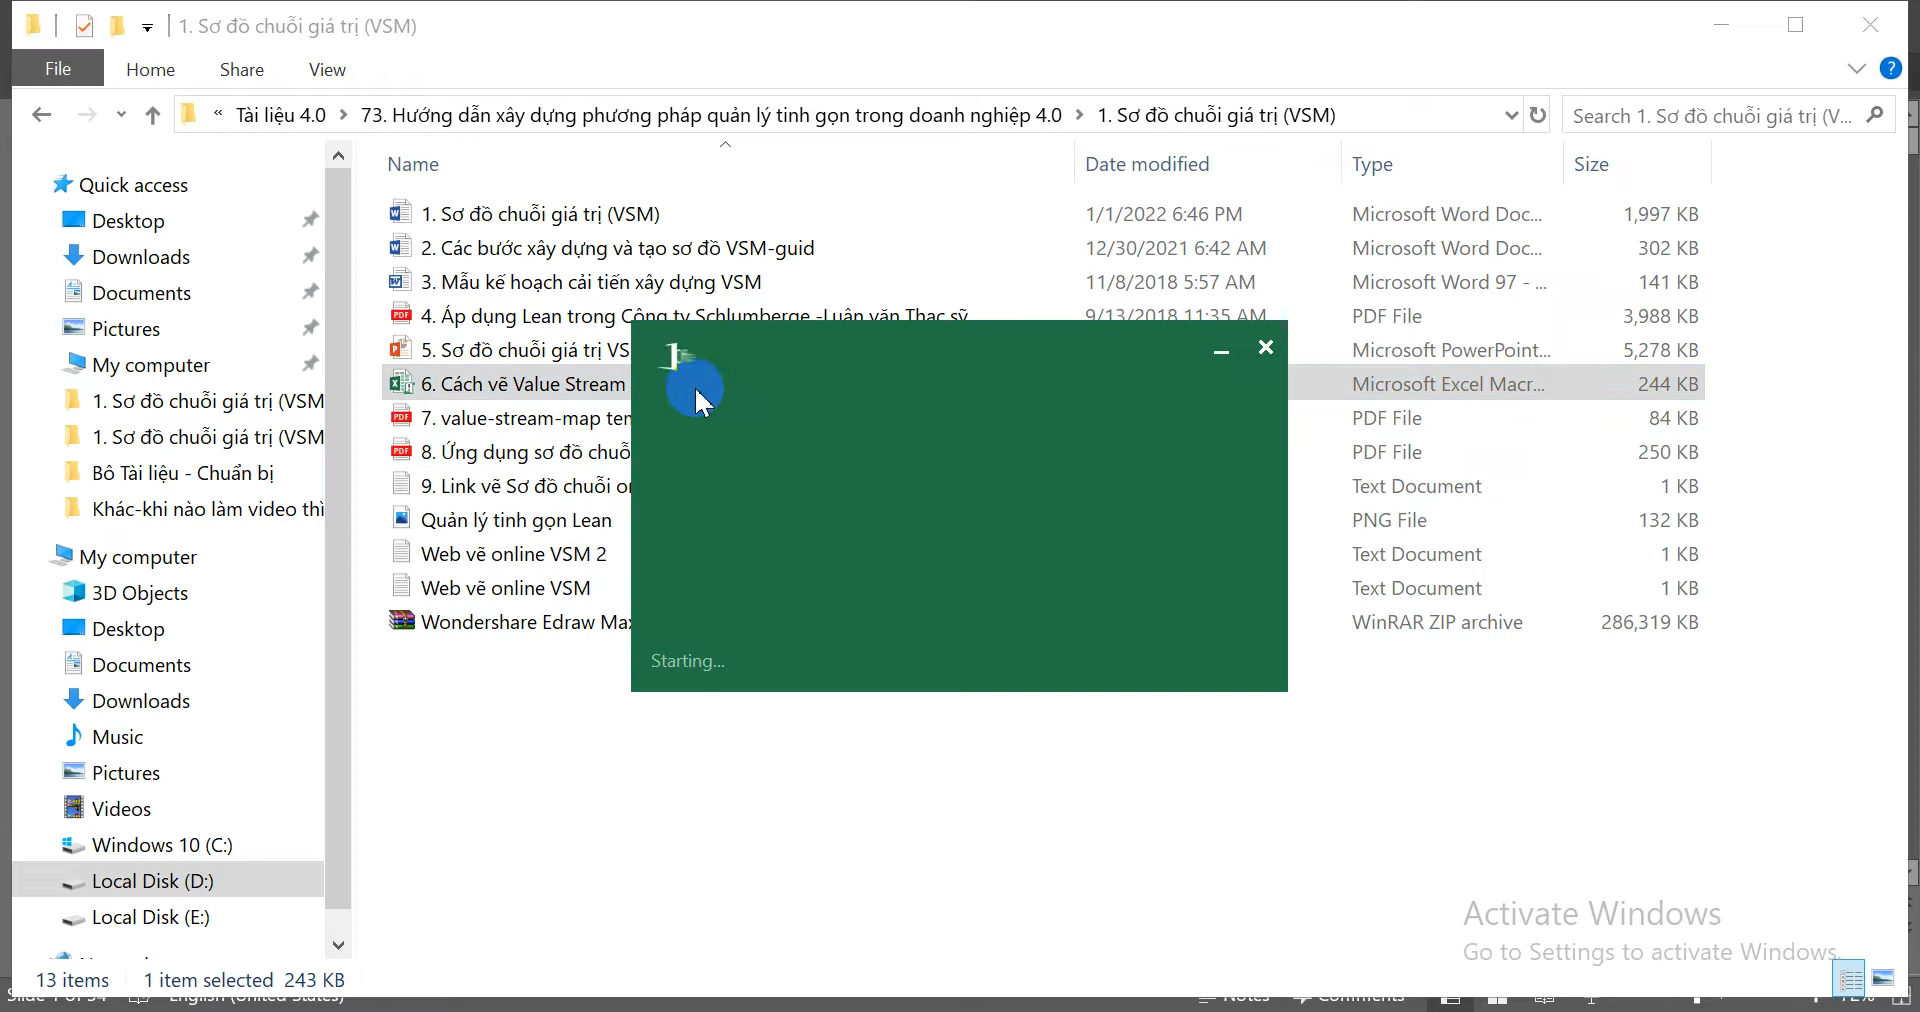 1. Sơ đồ chuỗi giá trị (VSM)
File Home Share View
« Tài liệu 4.0 > 73. Hướng dẫn xây dựng phương pháp quản lý tinh gọn trong doanh nghiệp 4.0 > 1. Sơ đồ chuỗi giá trị (VSM)
Search 1. Sơ đồ chuỗi giá trị (V...
Quick access
Desktop
Downloads
Documents
Pictures
My computer
1. Sơ đồ chuỗi giá trị (VSM
1. Sơ đồ chuỗi giá trị (VSM
Bộ Tài liệu - Chuẩn bị
Khác-khi nào làm video thì
My computer
3D Objects
Desktop
Documents
Downloads
Music
Pictures
Videos
Windows 10 (C:)
Local Disk (D:)
Local Disk (E:)
Name Date modified Type Size
1. Sơ đồ chuỗi giá trị (VSM) 1/1/2022 6:46 PM Microsoft Word Doc... 1,997 KB
2. Các bước xây dựng và tạo sơ đồ VSM-guid 12/30/2021 6:42 AM Microsoft Word Doc... 302 KB
3. Mẫu kế hoạch cải tiến xây dựng VSM 11/8/2018 5:57 AM Microsoft Word 97 - ... 141 KB
4. Áp dụng Lean trong Công ty Schlumberge -Luận văn Thạc sỹ 9/13/2018 11:35 AM PDF File 3,988 KB
5. Sơ đồ chuỗi giá trị VS Microsoft PowerPoint... 5,278 KB
6. Cách vẽ Value Stream Microsoft Excel Macr... 244 KB
7. value-stream-map PDF File 84 KB
8. Ứng dụng sơ đồ chuỗ PDF File 250 KB
9. Link vẽ Sơ đồ chuỗi Text Document 1 KB
Quản lý tinh gọn Lean PNG File 132 KB
Web vẽ online VSM 2 Text Document 1 KB
Web vẽ online VSM Text Document 1 KB
Wondershare Edraw Max WinRAR ZIP archive 286,319 KB
Starting...
Activate Windows
Go to Settings to activate Windows.
13 items 1 item selected 243 KB